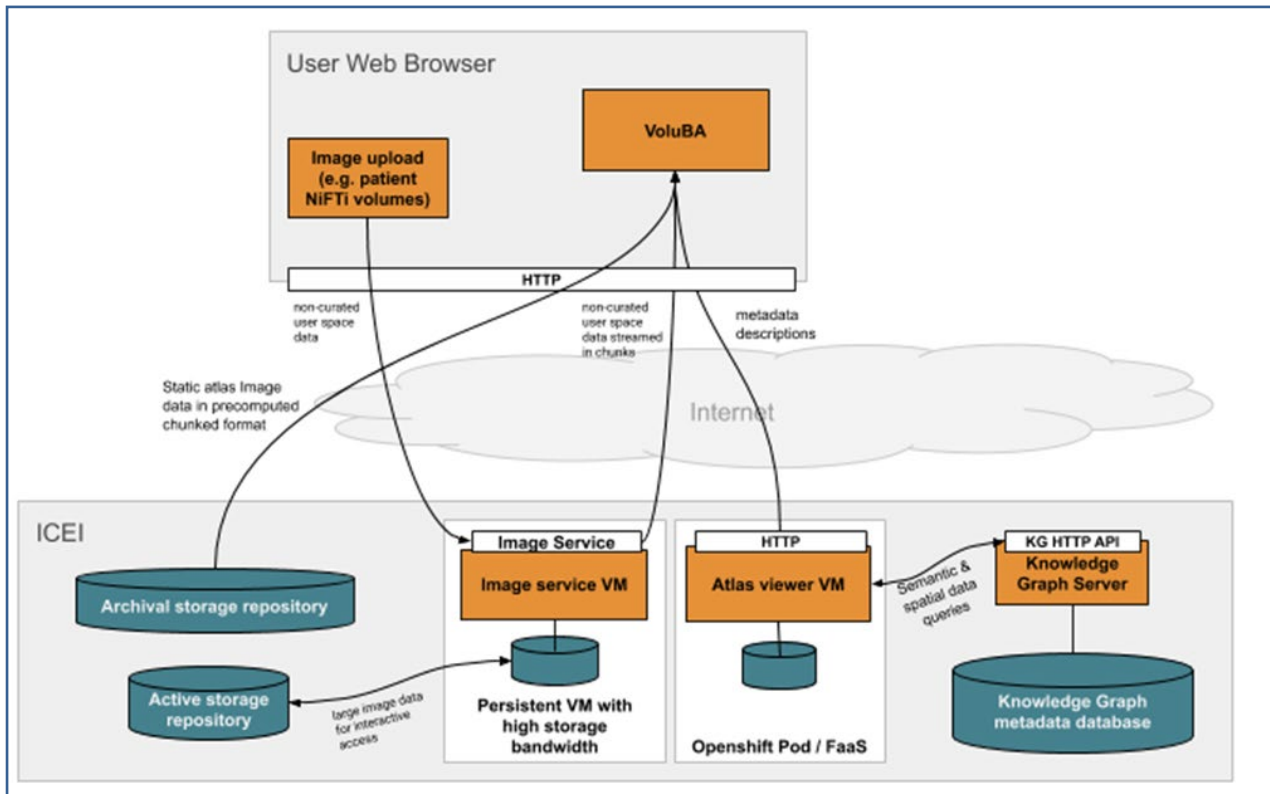 User Web Browser
VoluBA
Image upload
(e.g. patient
NiFTi volumes)
HTTP
non-curated
user space
data
non-curated
user space
data streamed
in chunks
metadata
descriptions
Static atlas Image
data in precomputed
chunked format
Internet
ICEI
Image Service
HTTP
KG HTTP API
Image service VM
Atlas viewer VM
Knowledge
Graph Server
Semantic &
spatial data
queries
Archival storage repository
Active storage
repository
large image data
for interactive
access
Persistent VM with
high storage
bandwidth
Openshift Pod / FaaS
Knowledge Graph
metadata database